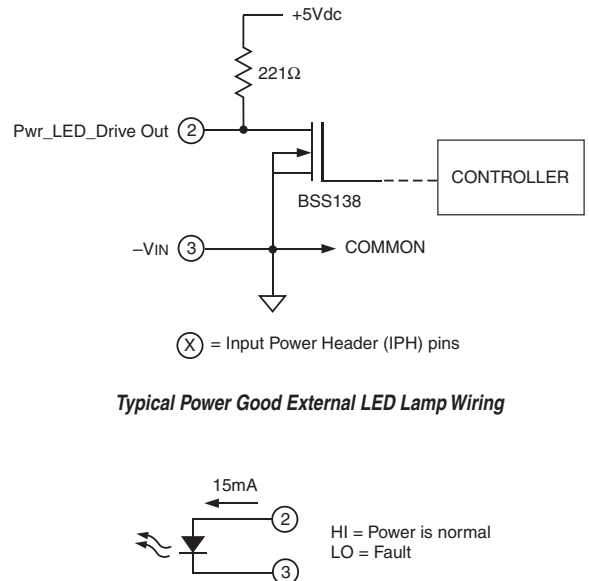 +5Vdc
221Ω
Pwr_LED_Drive Out 2
BSS138
CONTROLLER
–VIN 3
COMMON
X = Input Power Header (IPH) pins
Typical Power Good External LED Lamp Wiring
15mA
2
HI = Power is normal
LO = Fault
3